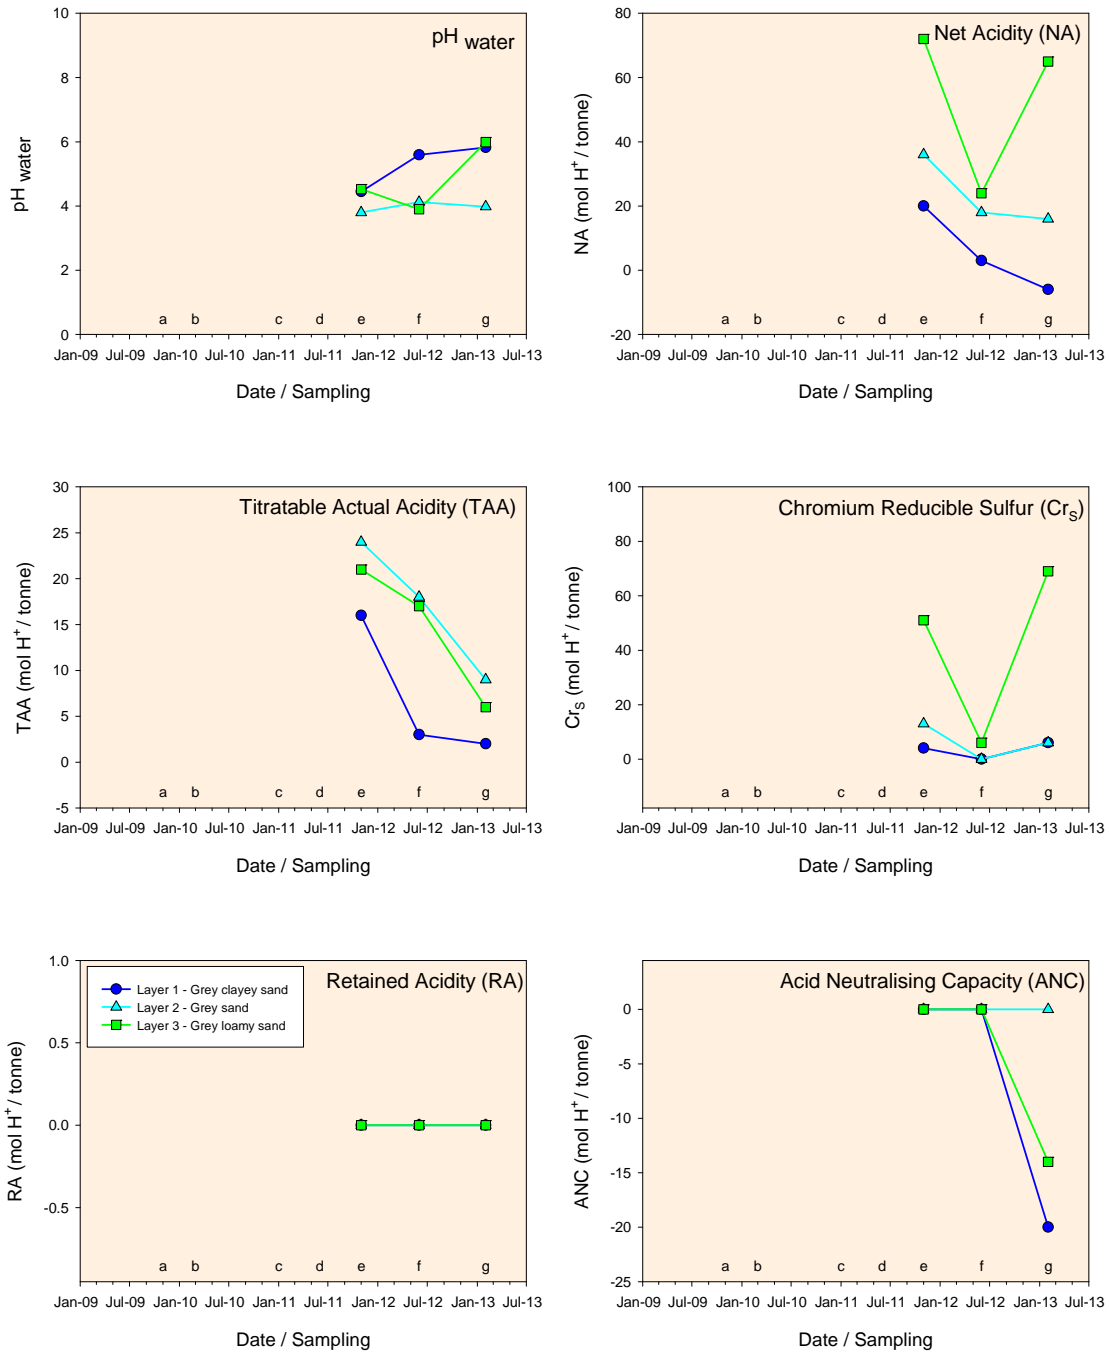 pH water
10
8
6
4
2
0
pH water
a b c d e f g
Jan-09 Jul-09 Jan-10 Jul-10 Jan-11 Jul-11 Jan-12 Jul-12 Jan-13 Jul-13
Date / Sampling
Net Acidity (NA)
80
60
40
20
0
-20
NA (mol H⁺ / tonne)
a b c d e f g
Jan-09 Jul-09 Jan-10 Jul-10 Jan-11 Jul-11 Jan-12 Jul-12 Jan-13 Jul-13
Date / Sampling
Titratable Actual Acidity (TAA)
30
25
20
15
10
5
0
-5
TAA (mol H⁺ / tonne)
a b c d e f g
Jan-09 Jul-09 Jan-10 Jul-10 Jan-11 Jul-11 Jan-12 Jul-12 Jan-13 Jul-13
Date / Sampling
Chromium Reducible Sulfur (CrS)
100
80
60
40
20
0
CrS (mol H⁺ / tonne)
a b c d e f g
Jan-09 Jul-09 Jan-10 Jul-10 Jan-11 Jul-11 Jan-12 Jul-12 Jan-13 Jul-13
Date / Sampling
Retained Acidity (RA)
Layer 1 - Grey clayey sand
Layer 2 - Grey sand
Layer 3 - Grey loamy sand
1.0
0.5
0.0
-0.5
RA (mol H⁺ / tonne)
a b c d e f g
Jan-09 Jul-09 Jan-10 Jul-10 Jan-11 Jul-11 Jan-12 Jul-12 Jan-13 Jul-13
Date / Sampling
Acid Neutralising Capacity (ANC)
0
-5
-10
-15
-20
-25
ANC (mol H⁺ / tonne)
a b c d e f g
Jan-09 Jul-09 Jan-10 Jul-10 Jan-11 Jul-11 Jan-12 Jul-12 Jan-13 Jul-13
Date / Sampling